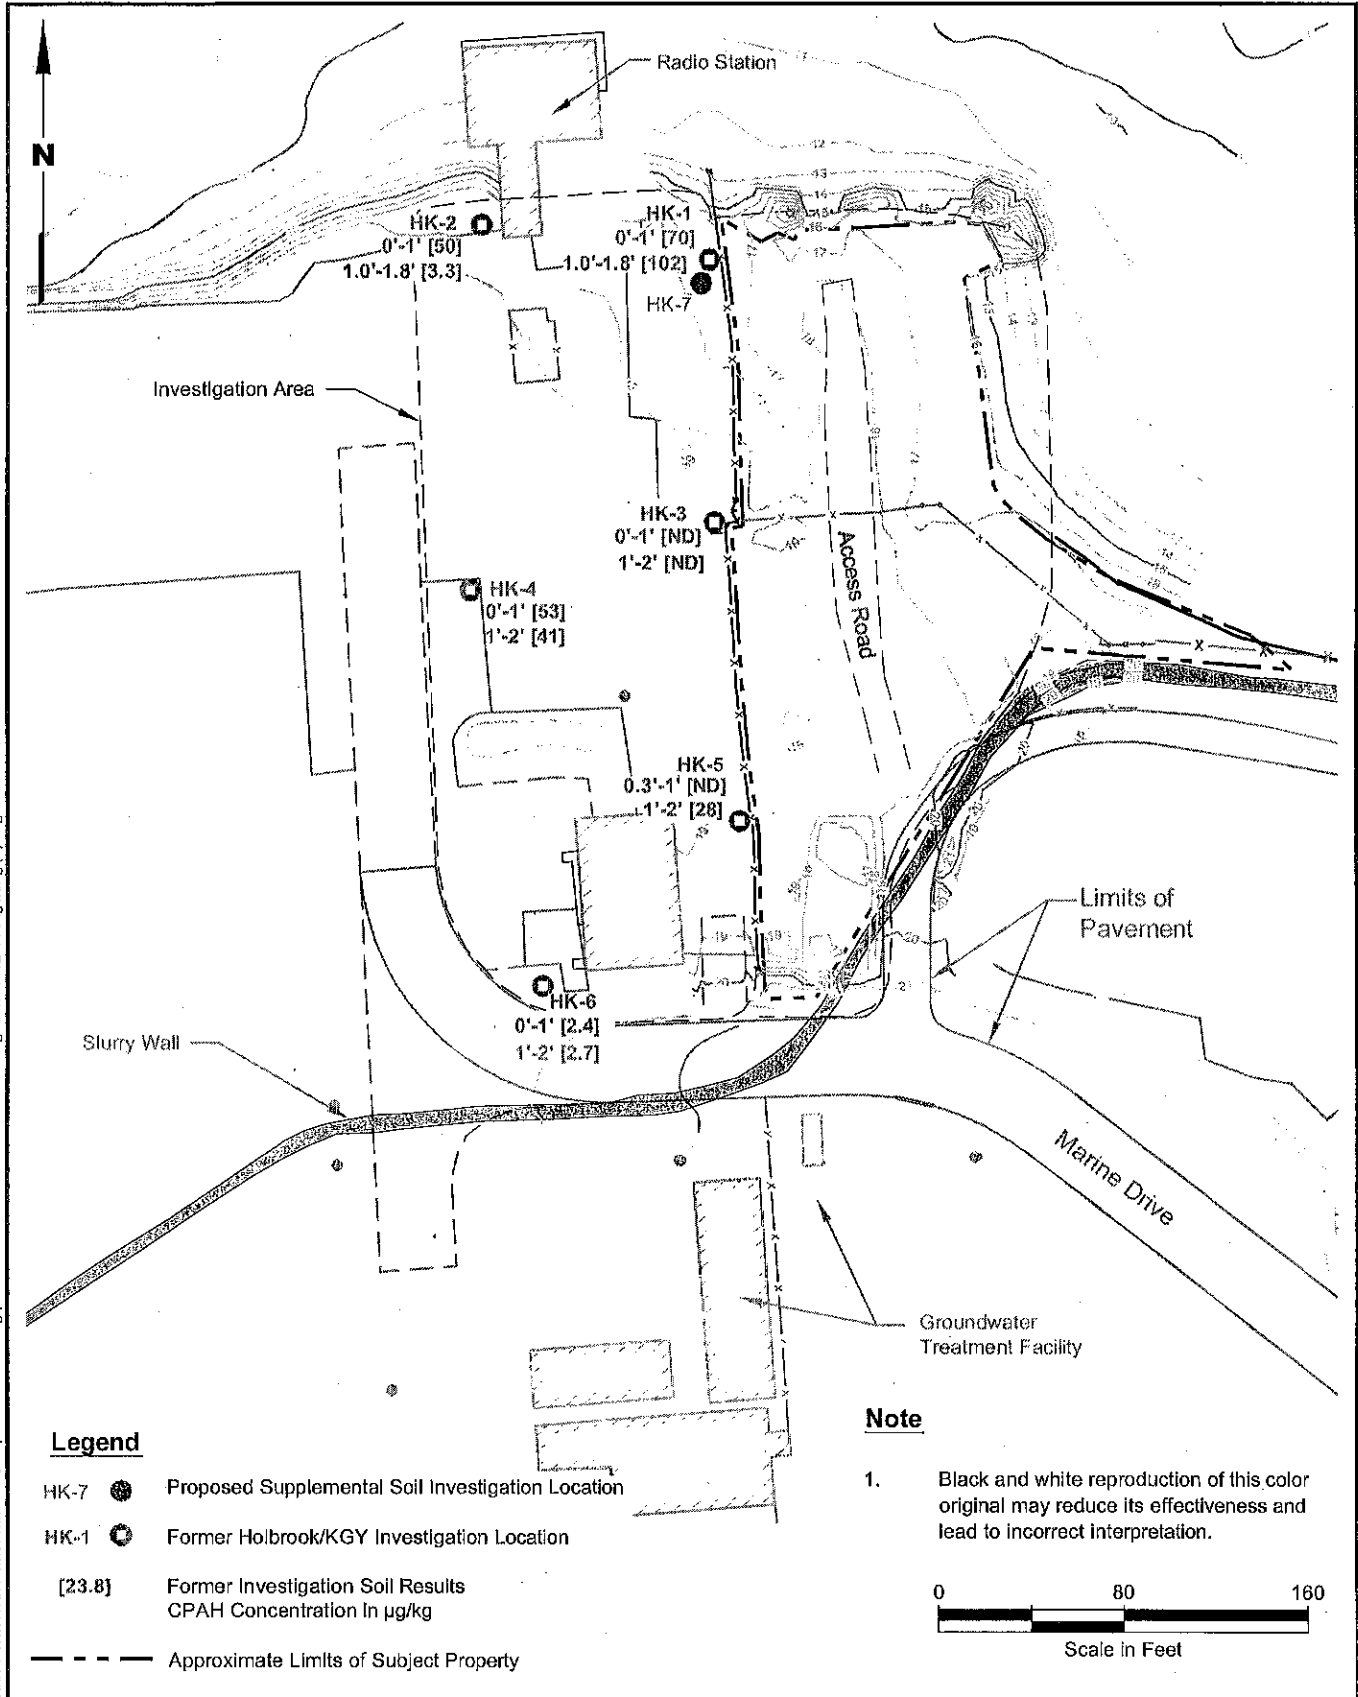 Radio Station
N
HK-2
0'-1' [50]
1.0'-1.8' [3.3]
HK-1
0'-1' [70]
1.0'-1.8' [102]
HK-7
12
13
14
15
16
17
Investigation Area
HK-3
0'-1' [ND]
1'-2' [ND]
Access Road
HK-4
0'-1' [53]
1'-2' [41]
HK-5
0.3'-1' [ND]
1'-2' [28]
Limits of
Pavement
HK-6
0'-1' [2.4]
1'-2' [2.7]
Slurry Wall
Marine Drive
Groundwater
Treatment Facility
Legend
HK-7 Proposed Supplemental Soil Investigation Location
HK-1 Former Holbrook/KGY Investigation Location
[23.8] Former Investigation Soil Results
CPAH Concentration in µg/kg
Approximate Limits of Subject Property
Note
1. Black and white reproduction of this color
original may reduce its effectiveness and
lead to incorrect interpretation.
0 80 160
Scale in Feet